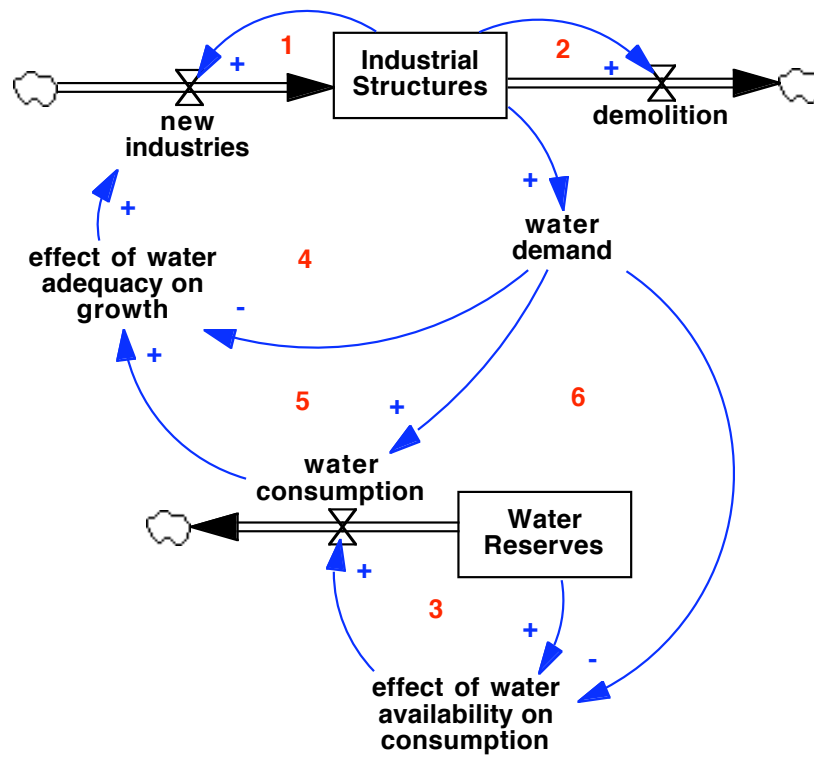 1
Industrial
Structures
2
+
+
new
industries
demolition
+
water
demand
+
effect of water
adequacy on
growth
4
-
+
5
+
6
water
consumption
Water
Reserves
+
3
+
-
effect of water
availability on
consumption